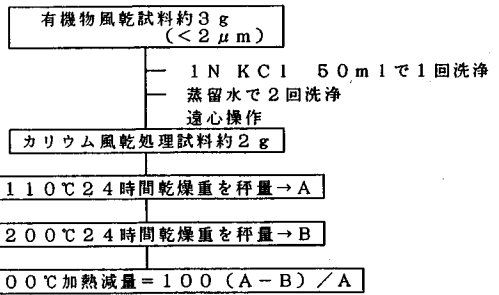 有機物風乾試料約３ｇ
（＜２μｍ）
１Ｎ ＫＣｌ ５０ｍｌで１回洗浄
蒸留水で２回洗浄
遠心操作
カリウム風乾処理試料約２ｇ
１１０℃２４時間乾燥重を秤量→Ａ
２００℃２４時間乾燥重を秤量→Ｂ
００℃加熱減量＝１００（Ａ－Ｂ）／Ａ